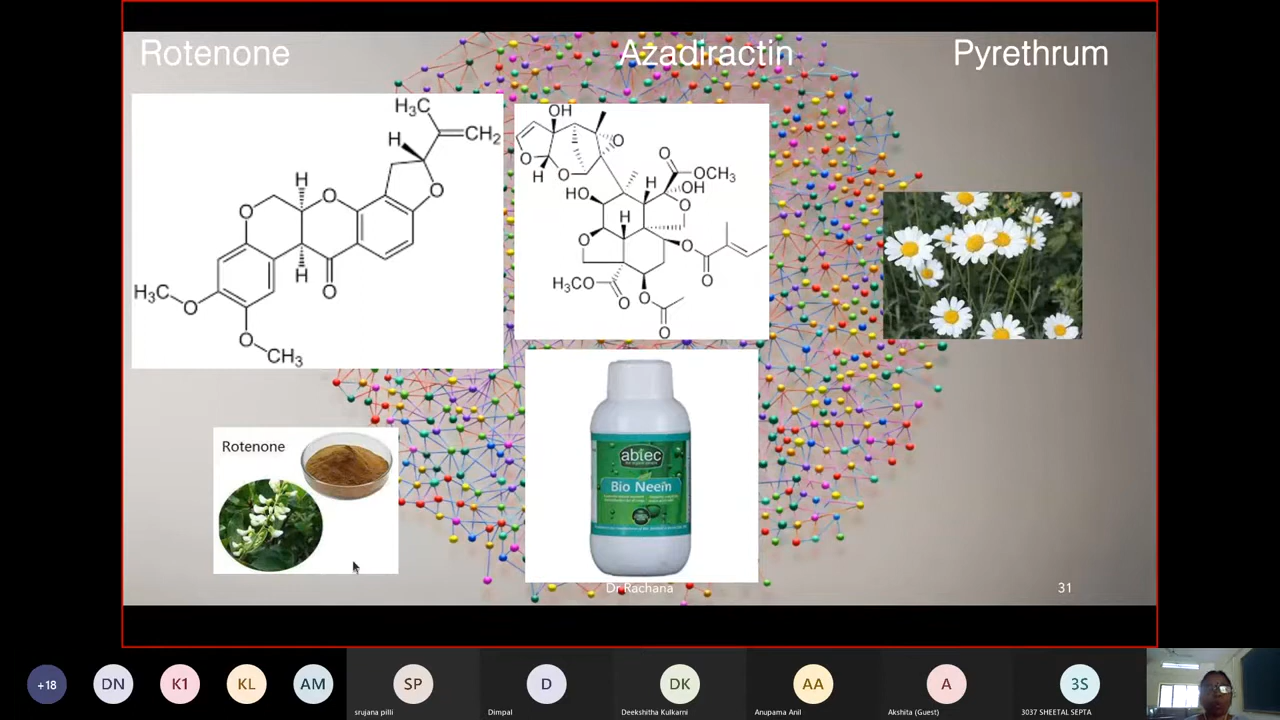 Rotenone
Azadiractin
Pyrethrum
H₃C
H
CH₂
H
O
O
O
H
O
H₃C
O
O
CH₃
OH
O
O
H
O
O
OCH₃
HO
H
OH
O
H
O
O
O
H₃CO
O
O
O
Rotenone
abtec
Bio Neem
Dr Rachana
31
+18
DN
K1
KL
AM
SP
D
DK
AA
A
3S
srujana pilli
Dimpal
Deekshitha Kulkarni
Anupama Anil
Akshita (Guest)
3037 SHEETAL SEPTA